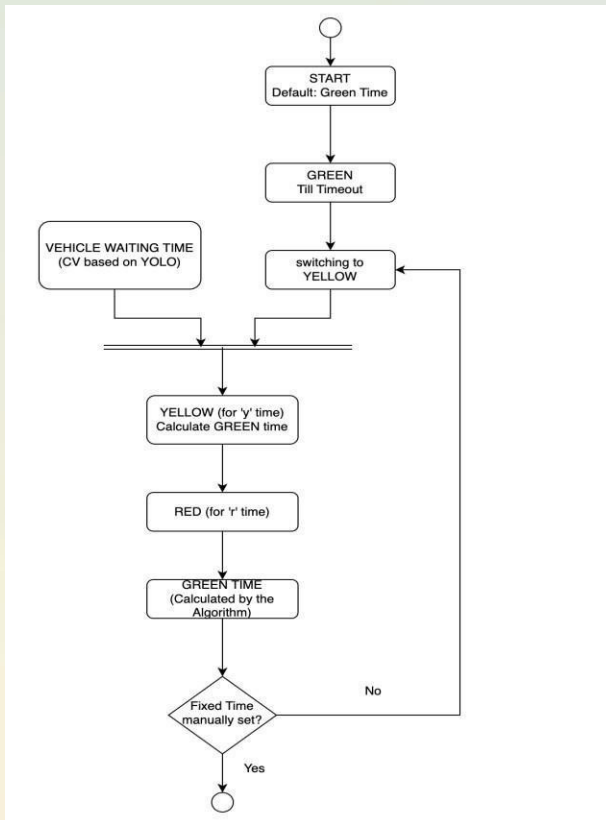 START
Default: Green Time
GREEN
Till Timeout
VEHICLE WAITING TIME
(CV based on YOLO)
switching to
YELLOW
YELLOW (for 'y' time)
Calculate GREEN time
RED (for 'r' time)
GREEN TIME
(Calculated by the
Algorithm)
Fixed Time
manually set?
No
Yes